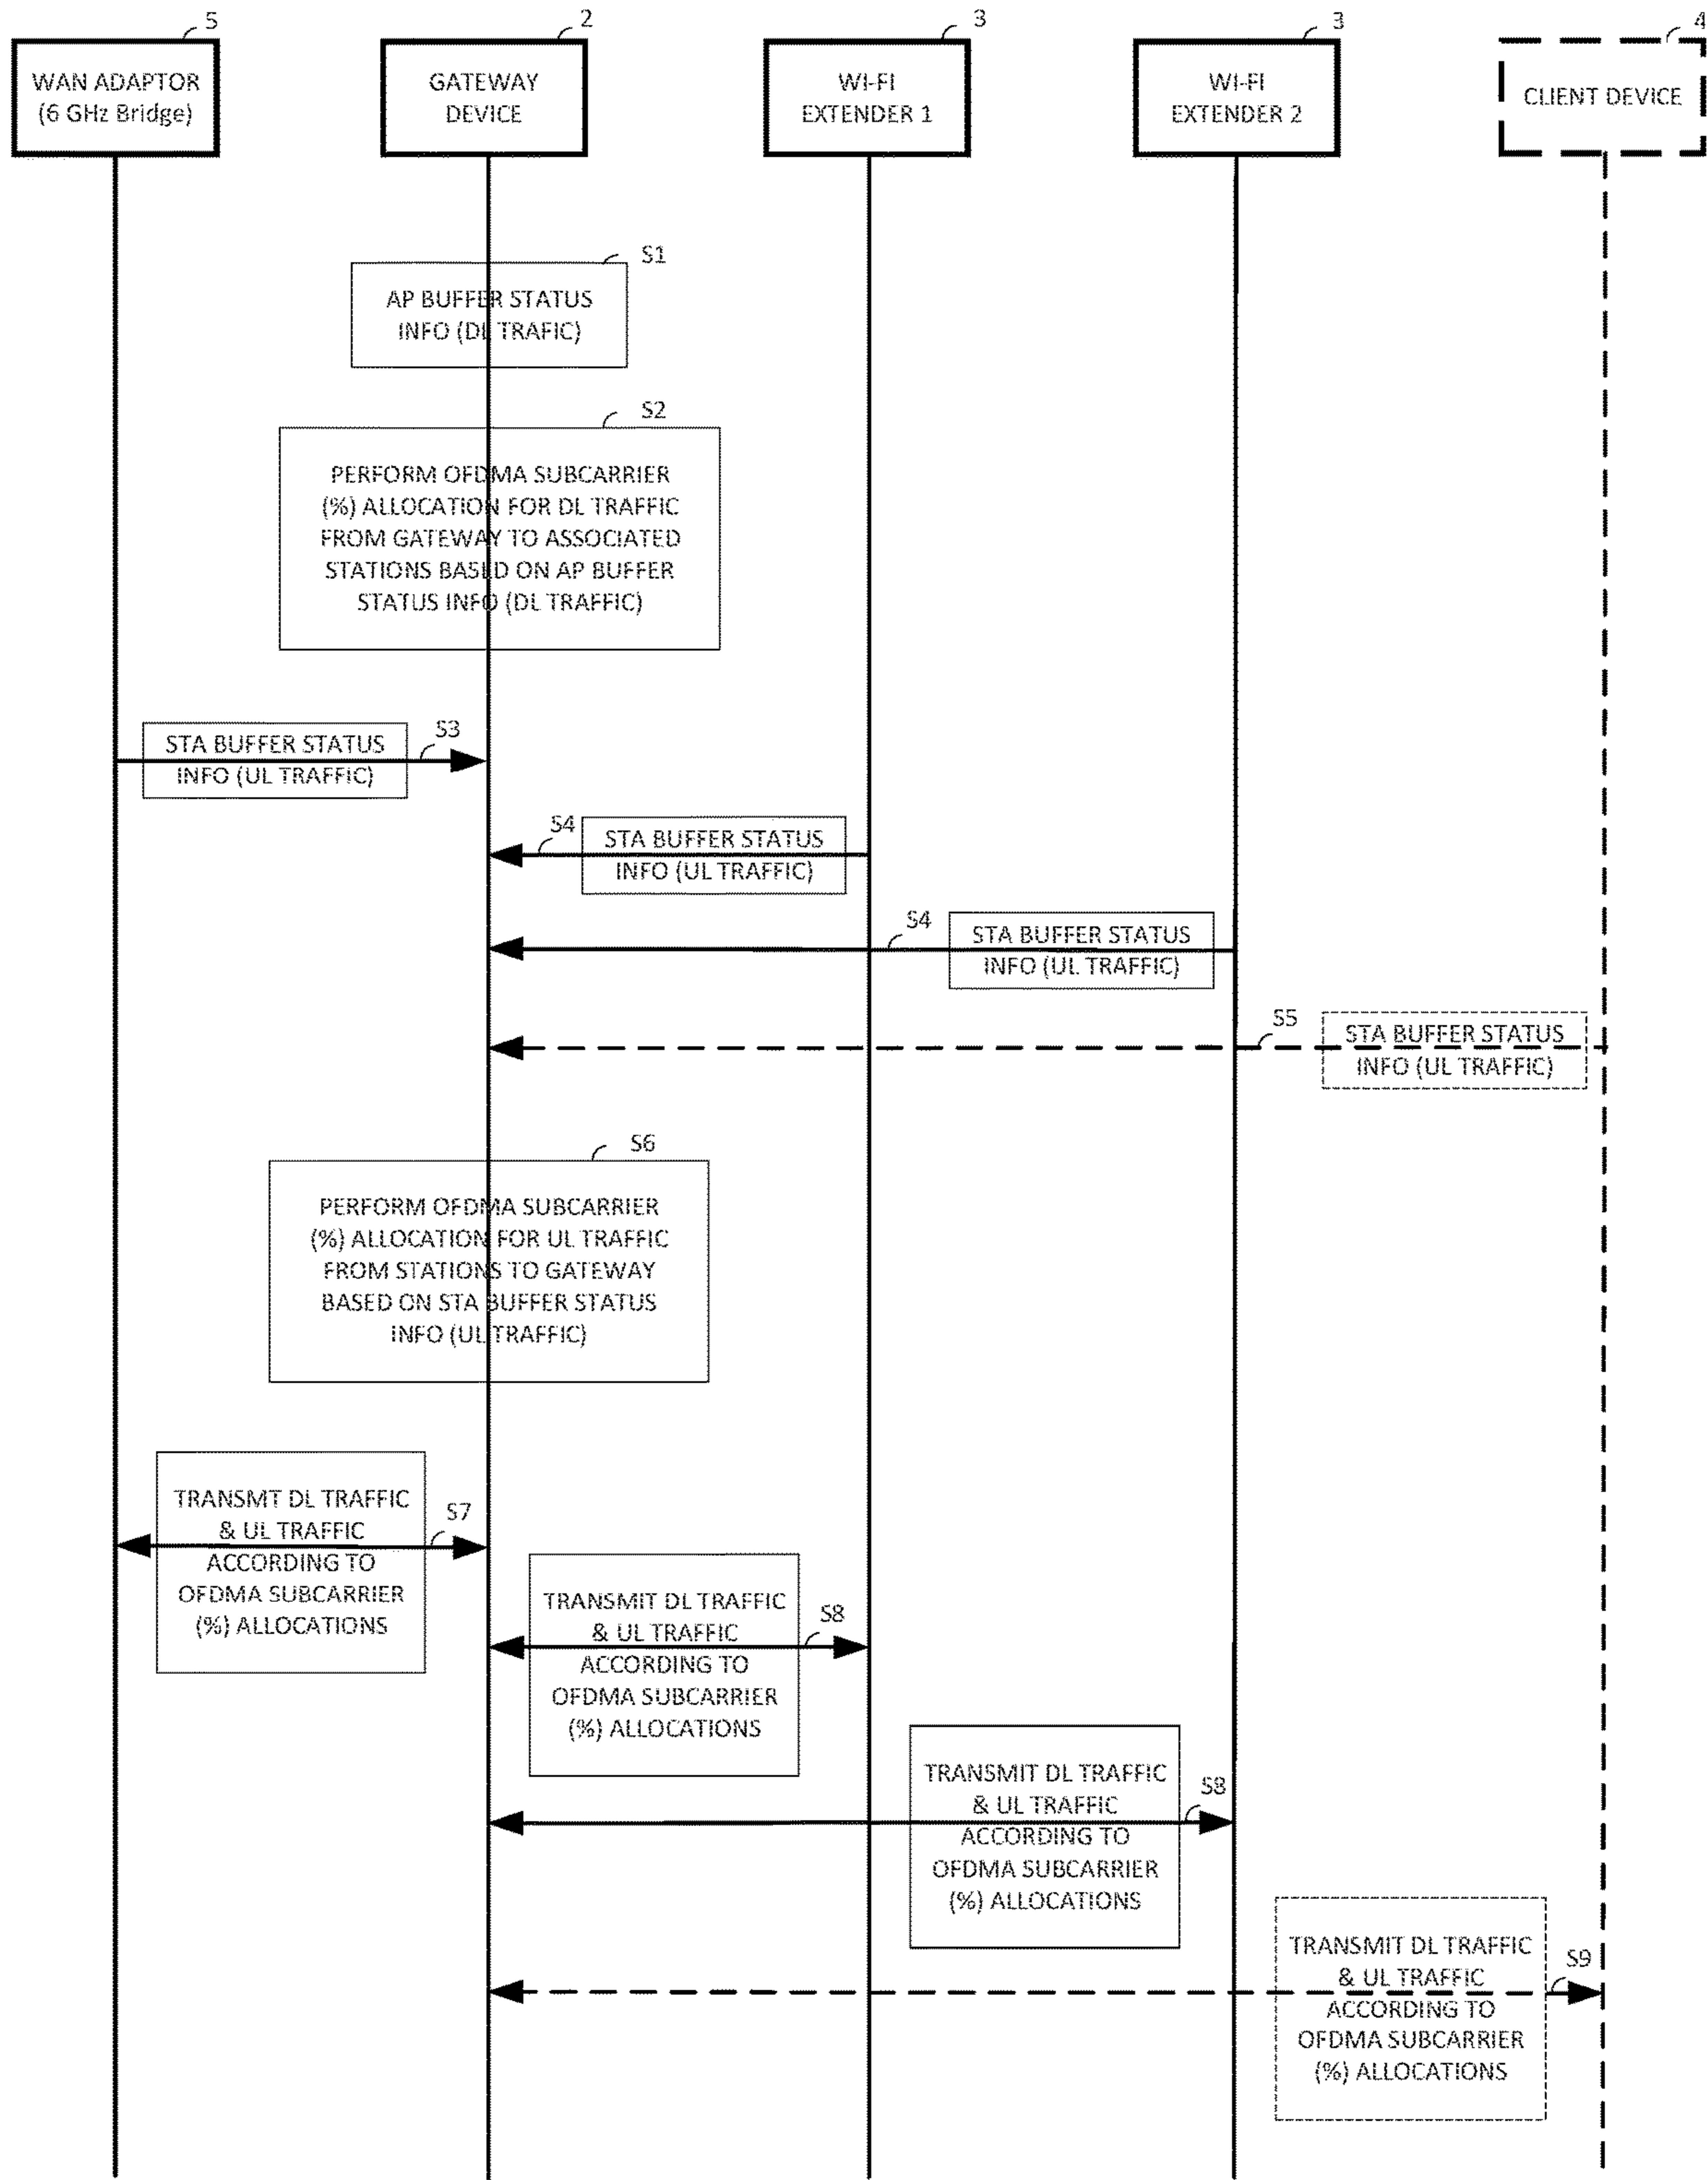 5
WAN ADAPTOR
(6 GHz Bridge)
2
GATEWAY
DEVICE
3
WI-FI
EXTENDER 1
3
WI-FI
EXTENDER 2
4
CLIENT DEVICE
S1
AP BUFFER STATUS
INFO (DL TRAFIC)
S2
PERFORM OFDMA SUBCARRIER
(%) ALLOCATION FOR DL TRAFFIC
FROM GATEWAY TO ASSOCIATED
STATIONS BASED ON AP BUFFER
STATUS INFO (DL TRAFFIC)
S3
STA BUFFER STATUS
INFO (UL TRAFFIC)
S4
STA BUFFER STATUS
INFO (UL TRAFFIC)
S4
STA BUFFER STATUS
INFO (UL TRAFFIC)
S5
STA BUFFER STATUS
INFO (UL TRAFFIC)
S6
PERFORM OFDMA SUBCARRIER
(%) ALLOCATION FOR UL TRAFFIC
FROM STATIONS TO GATEWAY
BASED ON STA BUFFER STATUS
INFO (UL TRAFFIC)
S7
TRANSMT DL TRAFFIC
& UL TRAFFIC
ACCORDING TO
OFDMA SUBCARRIER
(%) ALLOCATIONS
S8
TRANSMIT DL TRAFFIC
& UL TRAFFIC
ACCORDING TO
OFDMA SUBCARRIER
(%) ALLOCATIONS
S8
TRANSMIT DL TRAFFIC
& UL TRAFFIC
ACCORDING TO
OFDMA SUBCARRIER
(%) ALLOCATIONS
S9
TRANSMIT DL TRAFFIC
& UL TRAFFIC
ACCORDING TO
OFDMA SUBCARRIER
(%) ALLOCATIONS